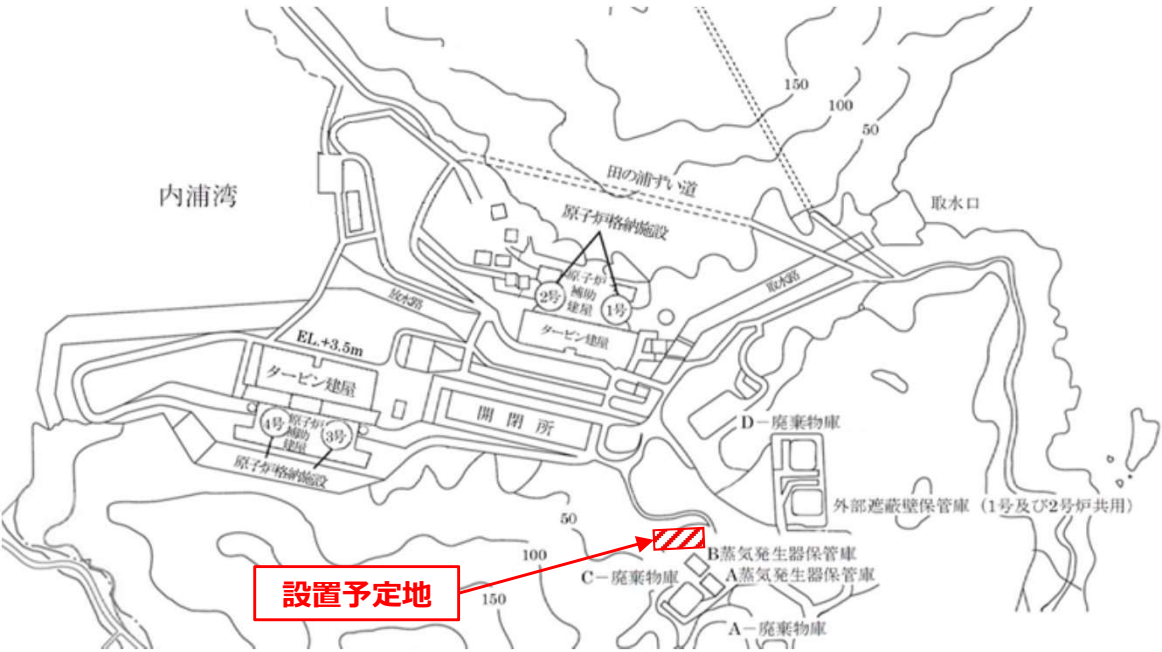 150
100
50
田の浦ずい道
内浦湾
取水口
原子炉格納施設
原子炉
補助
建屋
2号
1号
取水路
放水路
タービン建屋
EL.+3.5m
タービン建屋
開閉所
D－廃棄物庫
4号
原子炉
補助
建屋
3号
原子炉格納施設
外部遮蔽壁保管庫（1号及び2号炉共用）
50
100
B蒸気発生器保管庫
C－廃棄物庫
A蒸気発生器保管庫
設置予定地
150
A－廃棄物庫